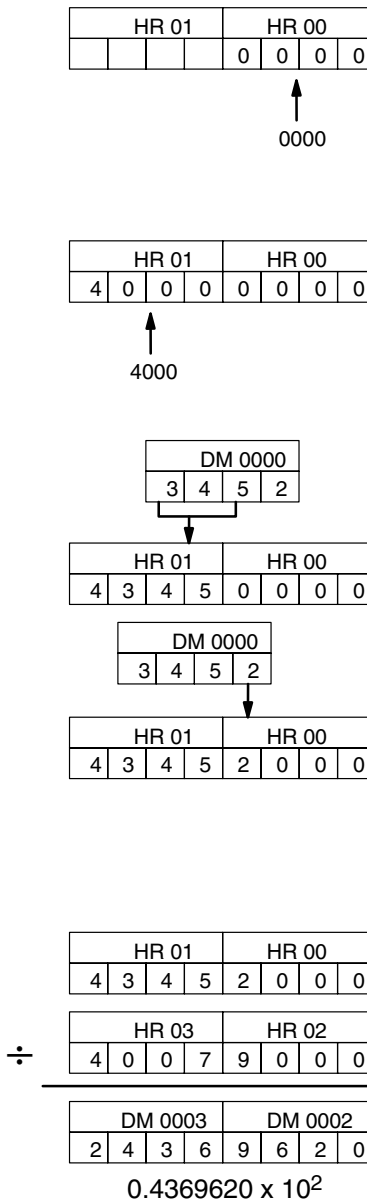 HR 01 HR 00
0 0 0 0
0000
HR 01 HR 00
4 0 0 0 0 0 0 0
4000
DM 0000
3 4 5 2
HR 01 HR 00
4 3 4 5 0 0 0 0
DM 0000
3 4 5 2
HR 01 HR 00
4 3 4 5 2 0 0 0
HR 01 HR 00
4 3 4 5 2 0 0 0
HR 03 HR 02
÷ 4 0 0 7 9 0 0 0
DM 0003 DM 0002
2 4 3 6 9 6 2 0
0.4369620 x 10²